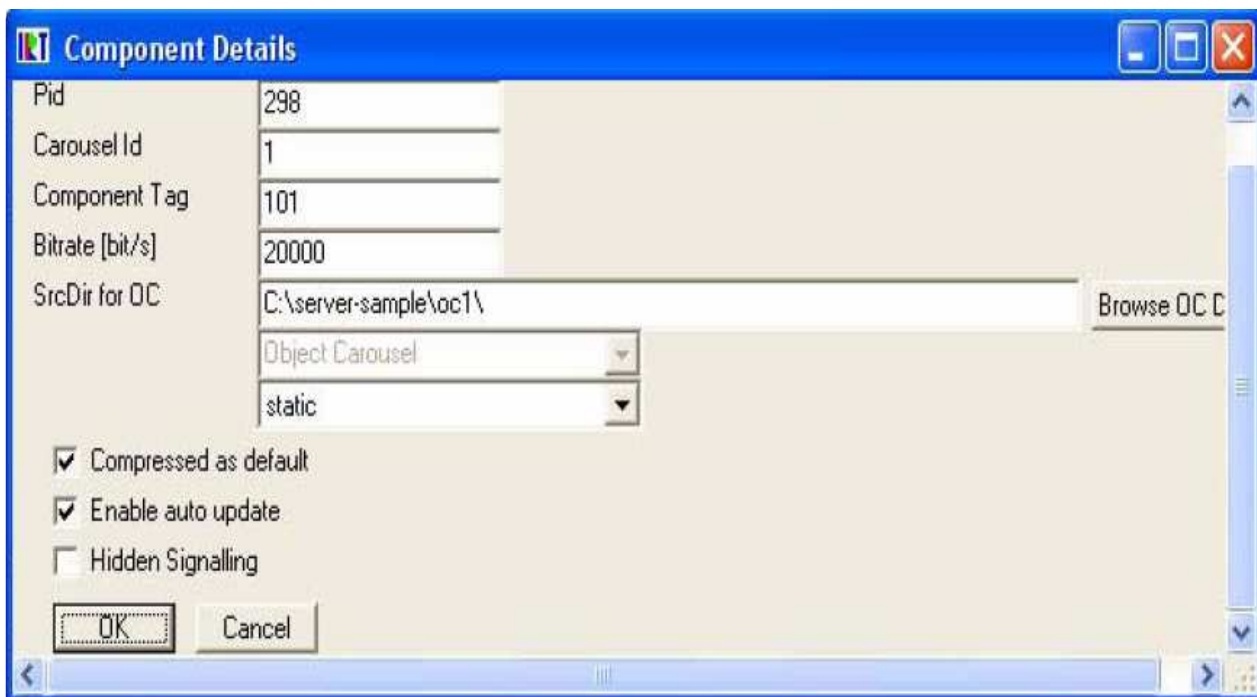 IRT Component Details
Pid 298
Carousel Id 1
Component Tag 101
Bitrate [bit/s] 20000
SrcDir for OC C:\server-sample\oc1\ Browse OC D
Object Carousel
static
Compressed as default
Enable auto update
Hidden Signalling
OK Cancel